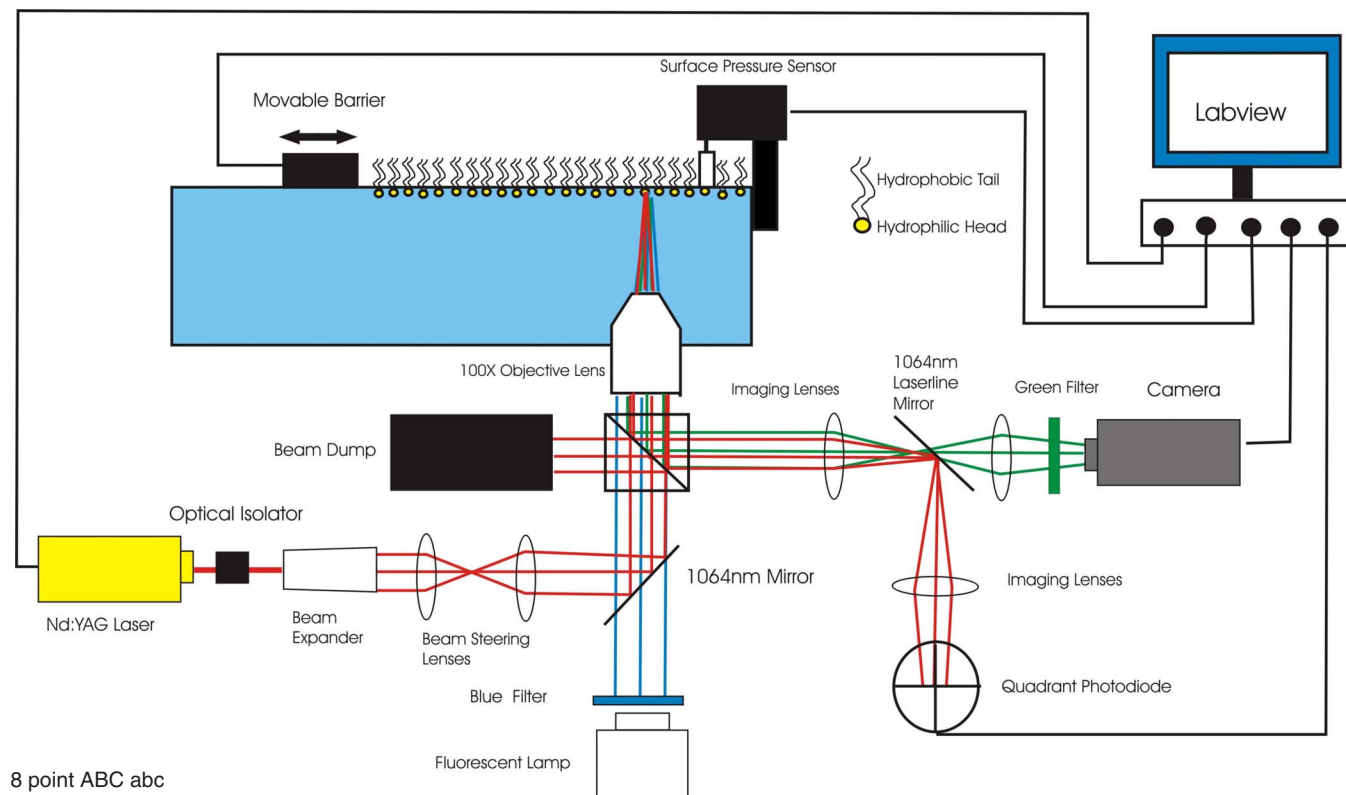 Surface Pressure Sensor
Movable Barrier
Labview
Hydrophobic Tail
Hydrophilic Head
100X Objective Lens
Imaging Lenses
1064nm
Laserline
Mirror
Green Filter
Camera
Beam Dump
Optical Isolator
1064nm Mirror
Imaging Lenses
Nd:YAG Laser
Beam
Expander
Beam Steering
Lenses
Blue Filter
Quadrant Photodiode
Fluorescent Lamp
8 point ABC abc